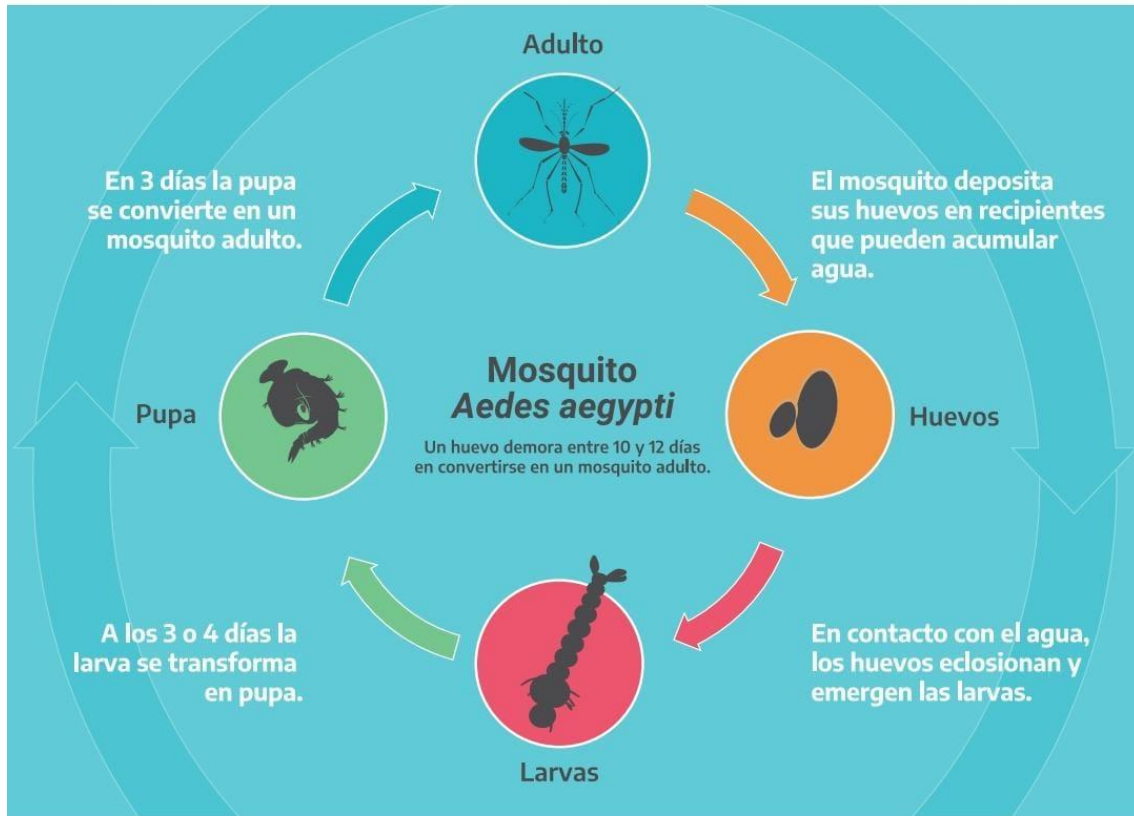 Adulto
En 3 días la pupa
se convierte en un
mosquito adulto.
El mosquito deposita
sus huevos en recipientes
que pueden acumular
agua.
Mosquito
Aedes aegypti
Un huevo demora entre 10 y 12 días
en convertirse en un mosquito adulto.
Pupa
Huevos
A los 3 o 4 días la
larva se transforma
en pupa.
En contacto con el agua,
los huevos eclosionan y
emergen las larvas.
Larvas